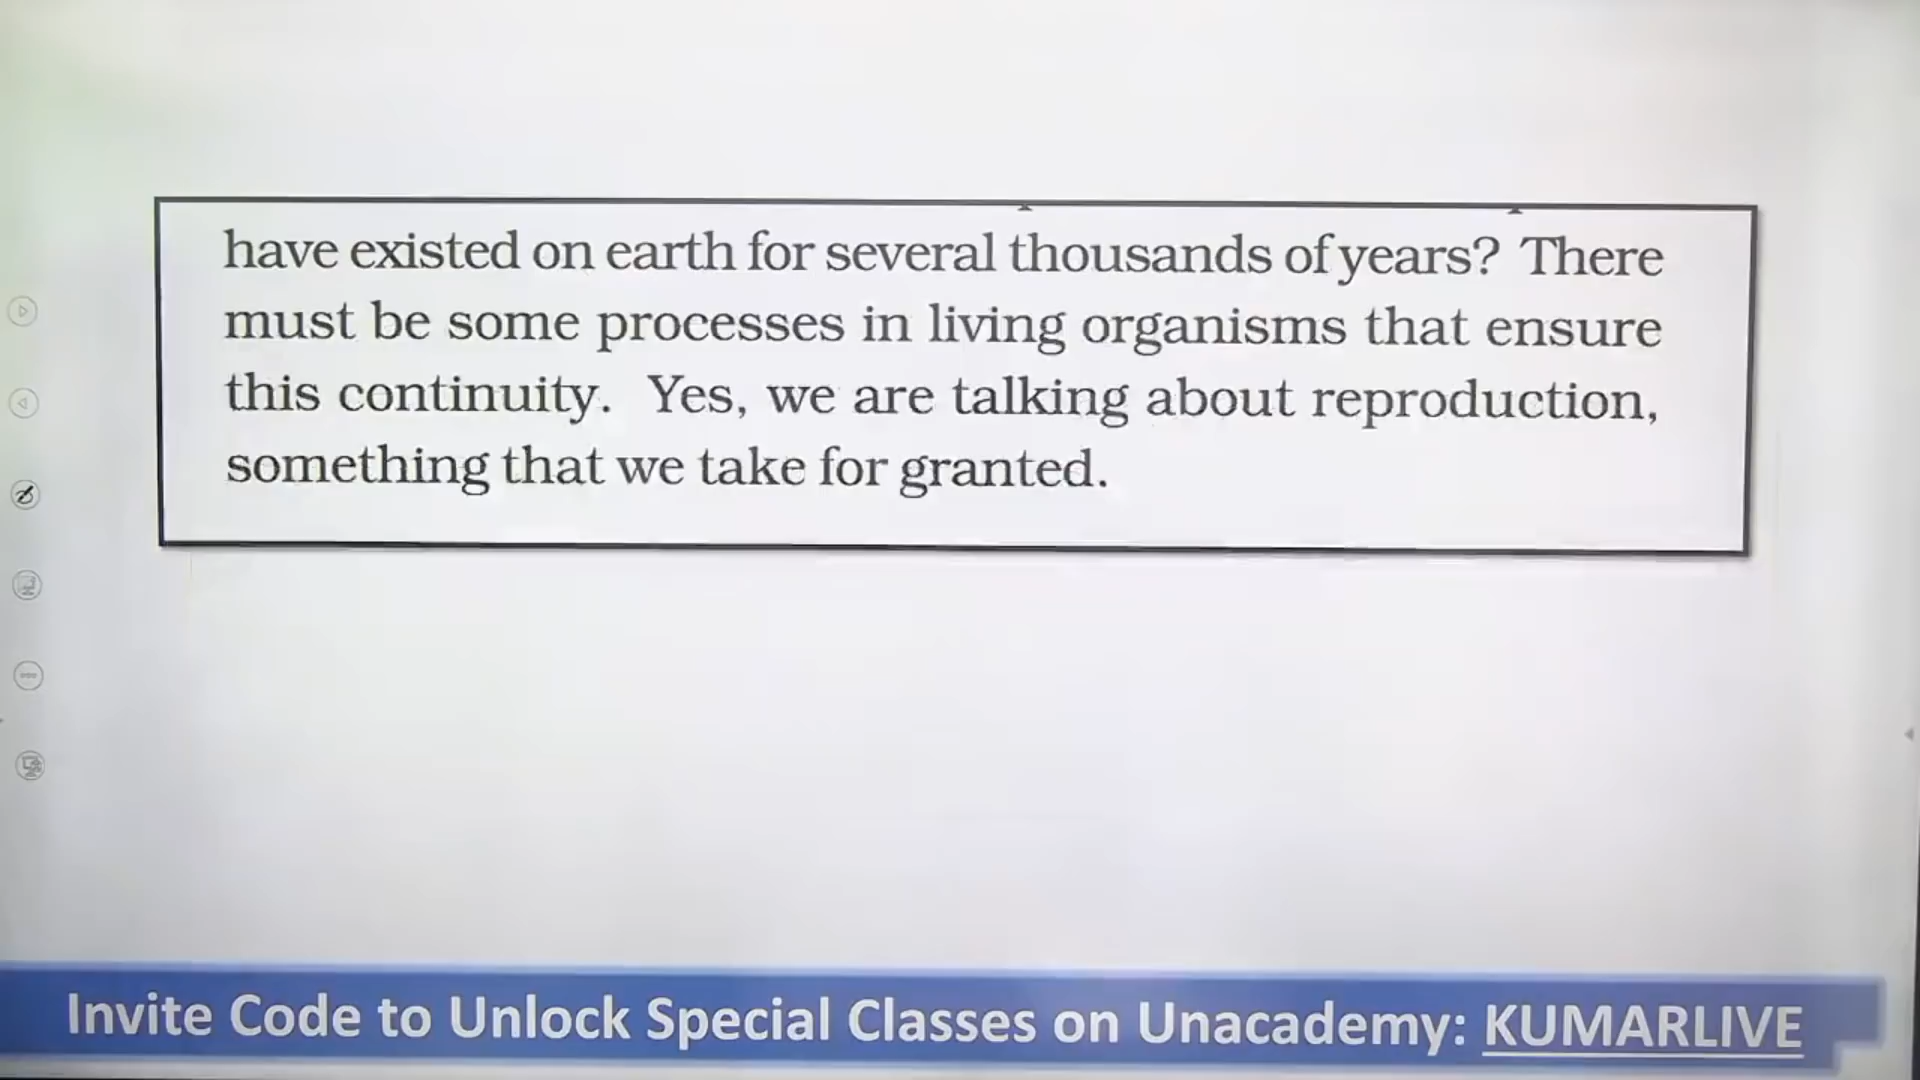 have existed on earth for several thousands of years? There
must be some processes in living organisms that ensure
this continuity. Yes, we are talking about reproduction,
something that we take for granted.
Invite Code to Unlock Special Classes on Unacademy: KUMARLIVE